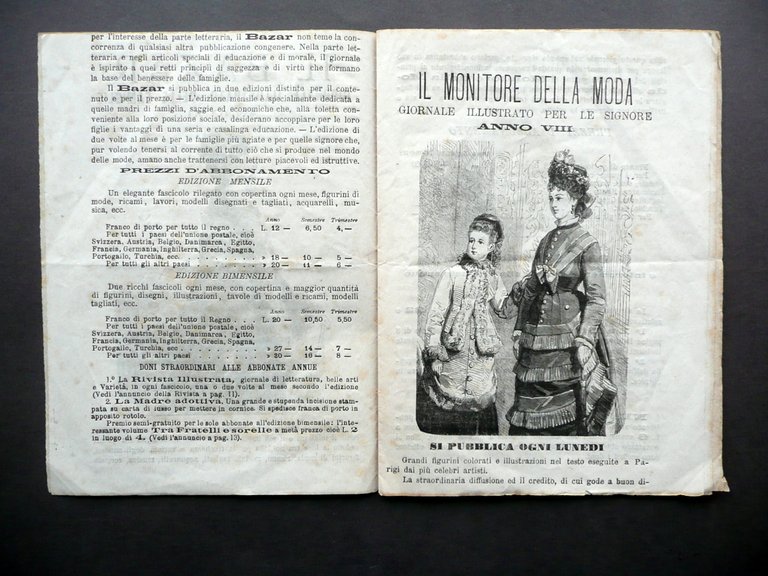 per l'interesse della parte letteraria, il Bazar non teme la con-
correnza di qualsiasi altra pubblicazione congenere. Nella parte let-
teraria e negli articoli speciali di educazione e di morale, il giornale
è ispirato a quei retti principii di saggezza e di virtù che formano
la base del benessere delle famiglie.
Il Bazar si pubblica in due edizioni distinte per il conte-
nuto e per il prezzo. — L'edizione mensile è specialmente dedicata a
quelle madri di famiglia, saggie ed economiche che, alla toletta con-
veniente alla loro posizione sociale, desiderano accoppiare per le loro
figlie i vantaggi di una seria e casalinga educazione. — L'edizione di
due volte al mese è per le famiglie più agiate e per quelle signore che,
pur volendo tenersi al corrente di tutto ciò che si produce nel mondo
delle mode, amano anche trattenersi con letture piacevoli ed istruttive.
PREZZI D'ABBONAMENTO
EDIZIONE MENSILE
Un elegante fascicolo rilegato con copertina ogni mese, figurini di
mode, ricami, lavori, modelli disegnati e tagliati, acquarelli, mu-
sica, ecc.
Anno Semestre Trimestre
Franco di porto per tutto il regno . . L. 12 — 6,50 4,—
Per tutti i paesi dell'unione postale, cioè
Svizzera, Austria, Belgio, Danimarca, Egitto,
Francia, Germania, Inghilterra, Grecia, Spagna,
Portogallo, Turchia, ecc. . . . . . . » 18 — 10 — 5 —
Per tutti gli altri paesi . . . . . . » 20 — 11 — 6 —
EDIZIONE BIMENSILE
Due ricchi fascicoli ogni mese, con copertina e maggior quantità
di figurini, disegni, illustrazioni, tavole di modelli e ricami, modelli
tagliati, ecc.
Anno Semestre Trimestre
Franco di porto per tutto il Regno . . L. 20 — 10,50 5,50
Per tutti i paesi dell'unione postale, cioè
Svizzera, Austria, Belgio, Danimarca, Egitto,
Francia, Germania, Inghilterra, Grecia, Spagna,
Portogallo, Turchia, ecc. . . . . . . » 27 — 14 — 7 —
Per tutti gli altri paesi . . . . . . » 20 — 16 — 8 —
DONI STRAORDINARI ALLE ABBONATE ANNUE
1.° La Rivista Illustrata, giornale di letteratura, belle arti
e Varietà, in ogni fascicolo, una o due volte al mese secondo l'edizione
(Vedi l'annuncio della Rivista a pag. 11).
2. La Madre adottiva. Una grande e stupenda incisione stam-
pata su carta di lusso per mettere in cornice. Si spedisce franca di porto in
apposito rotolo.
Premio semi-gratuito per le sole abbonate all'edizione bimensile: l'inte-
ressante volume Tra Fratelli e sorelle a metà prezzo cioè L. 2
in luogo di 4. (Vedi l'annuncio a pag. 13).
IL MONITORE DELLA MODA
GIORNALE ILLUSTRATO PER LE SIGNORE
ANNO VIII
SI PUBBLICA OGNI LUNEDI
Grandi figurini colorati e illustrazioni nel testo eseguite a Pa-
rigi dai più celebri artisti.
La straordinaria diffusione ed il credito, di cui gode a buon di-